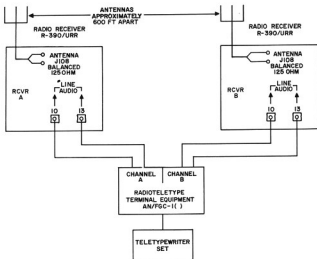 ANTENNAS
APPROXIMATELY
600 FT APART
RADIO RECEIVER
R-390/URR
RADIO RECEIVER
R-390/URR
ANTENNA
J108
BALANCED
125 OHM
RCVR
A
LINE
AUDIO
10
13
ANTENNA
J108
BALANCED
125 OHM
RCVR
B
LINE
AUDIO
10
13
CHANNEL
A
CHANNEL
B
RADIOTELETYPE
TERMINAL EQUIPMENT
AN/FGC-1( )
TELETYPEWRITER
SET